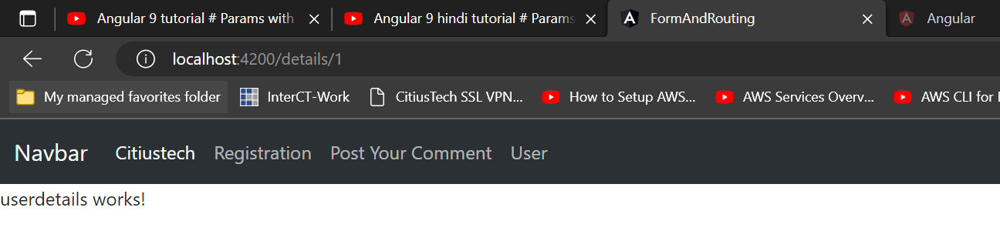 Angular 9 tutorial # Params with
Angular 9 hindi tutorial # Params
FormAndRouting
Angular
localhost:4200/details/1
My managed favorites folder
InterCT-Work
CitiusTech SSL VPN...
How to Setup AWS...
AWS Services Overv...
AWS CLI for
Navbar Citiustech Registration Post Your Comment User
userdetails works!